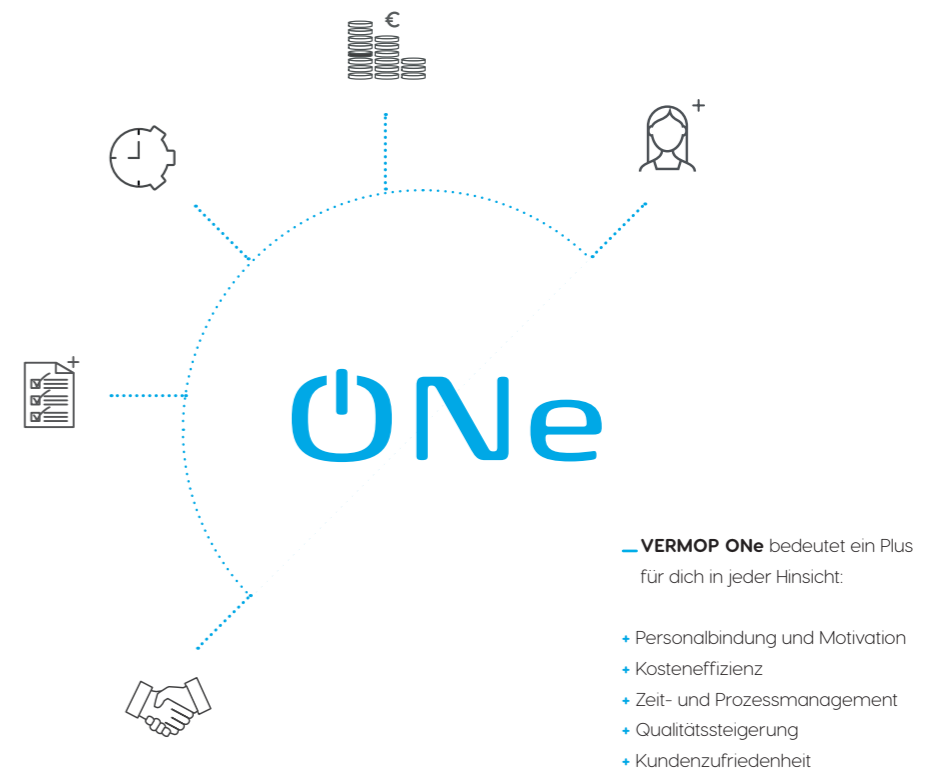 €
ONe
VERMOP ONe bedeutet ein Plus
für dich in jeder Hinsicht:
+ Personalbindung und Motivation
+ Kosteneffizienz
+ Zeit- und Prozessmanagement
+ Qualitätssteigerung
+ Kundenzufriedenheit